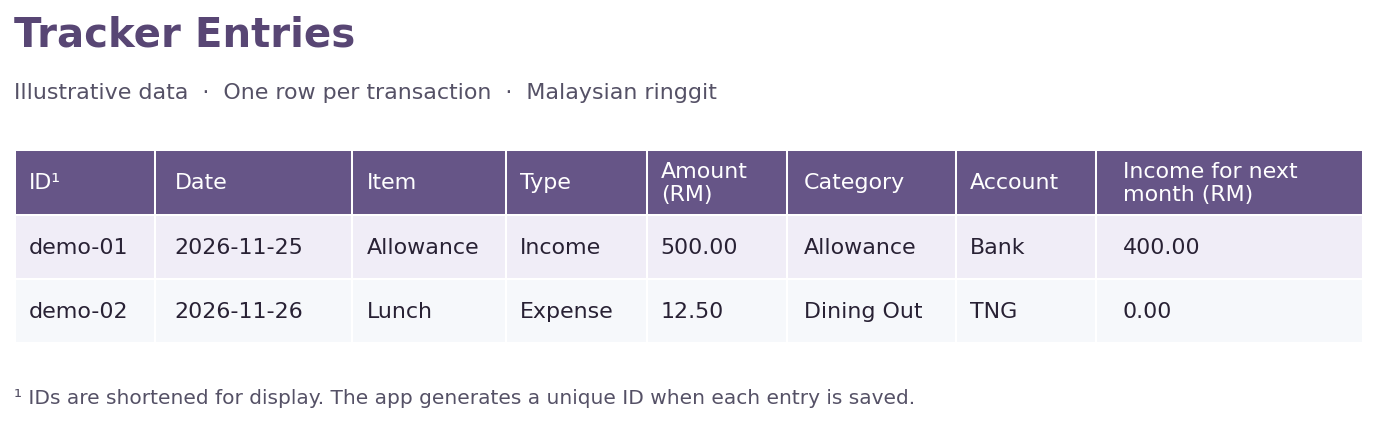 Tracker Entries
Illustrative data · One row per transaction · Malaysian ringgit
ID¹ Date Item Type Amount (RM) Category Account Income for next month (RM)
demo-01 2026-11-25 Allowance Income 500.00 Allowance Bank 400.00
demo-02 2026-11-26 Lunch Expense 12.50 Dining Out TNG 0.00
¹ IDs are shortened for display. The app generates a unique ID when each entry is saved.